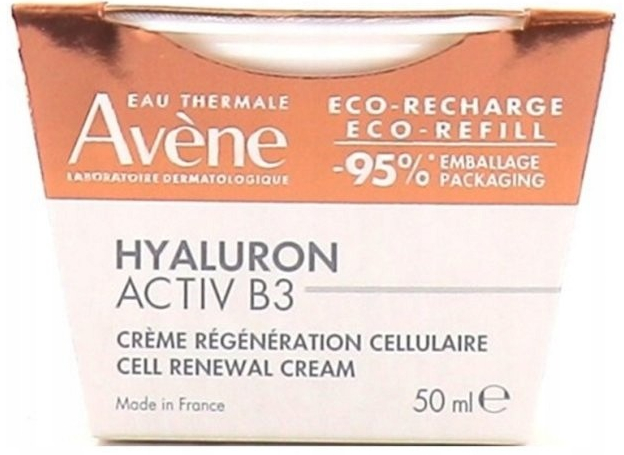 EAU THERMALE
Avène
LABORATOIRE DERMATOLOGIQUE
ECO-RECHARGE
ECO-REFILL
-95%* EMBALLAGE
PACKAGING
HYALURON
ACTIV B3
CRÈME RÉGÉNÉRATION CELLULAIRE
CELL RENEWAL CREAM
Made in France
50 ml ℮